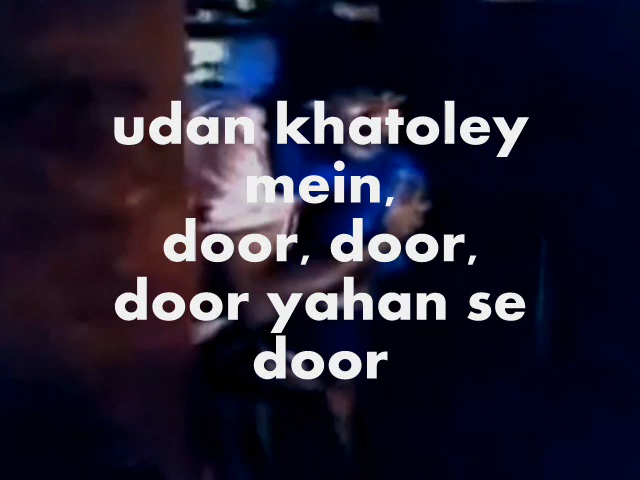 udan khatoley
mein,
door, door,
door yahan se
door